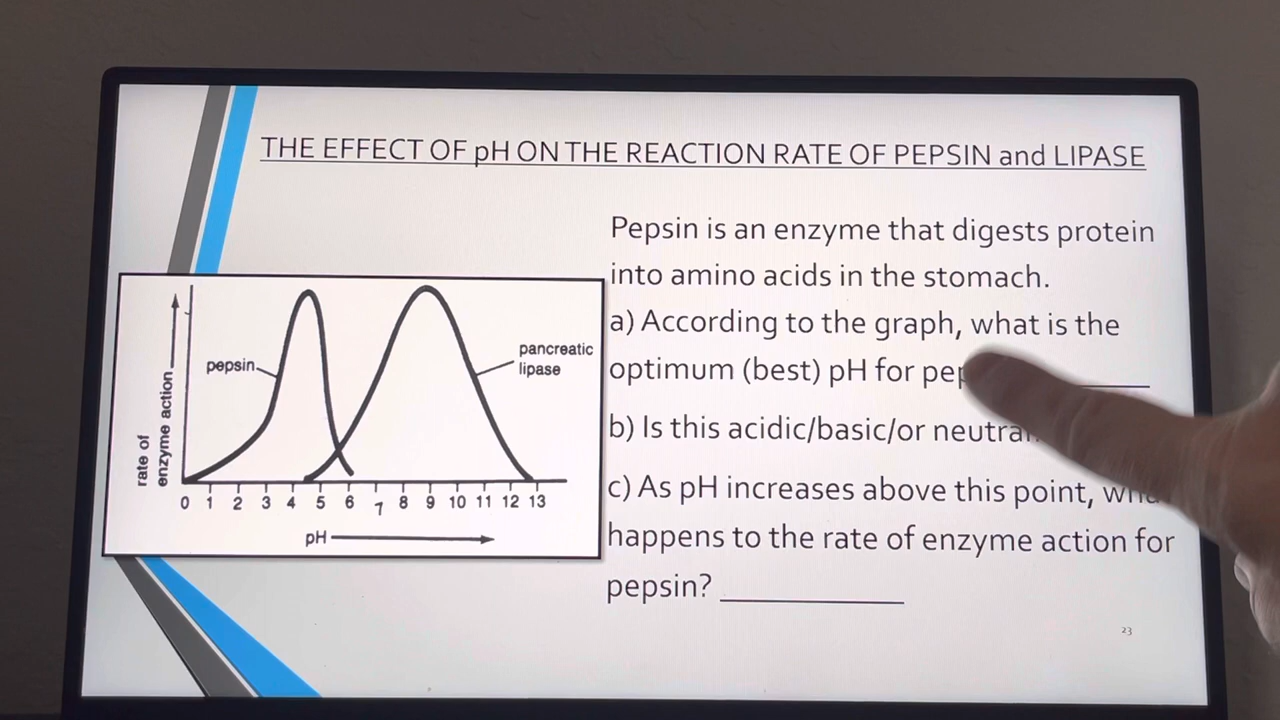 THE EFFECT OF pH ON THE REACTION RATE OF PEPSIN and LIPASE
Pepsin is an enzyme that digests protein
into amino acids in the stomach.
a) According to the graph, what is the
optimum (best) pH for
b) Is this acidic/basic/or
c) As pH increases above this point,
happens to the rate of enzyme action for
pepsin? __________
pepsin
pancreatic
lipase
rate of
enzyme action
0 1 2 3 4 5 6 7 8 9 10 11 12 13
pH
23